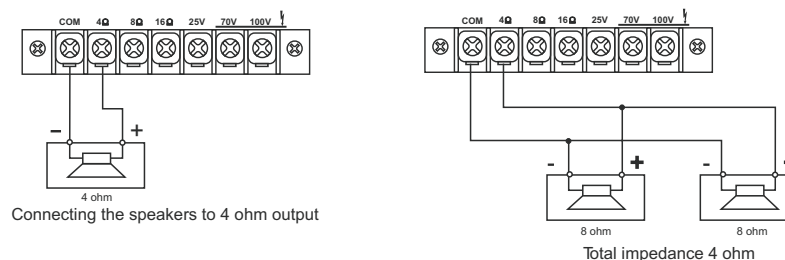 COM 4Ω 8Ω 16Ω 25V 70V 100V
- +
4 ohm
Connecting the speakers to 4 ohm output
COM 4Ω 8Ω 16Ω 25V 70V 100V
- + -
8 ohm 8 ohm
Total impedance 4 ohm